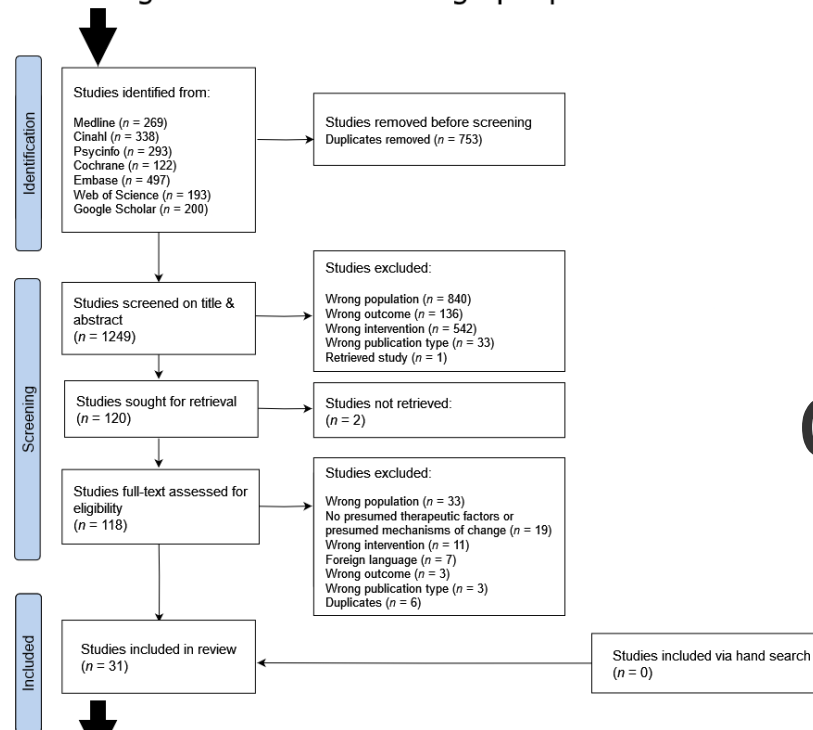 Identification
Studies identified from:
Medline (n = 269)
Cinahl (n = 338)
Psycinfo (n = 293)
Cochrane (n = 122)
Embase (n = 497)
Web of Science (n = 193)
Google Scholar (n = 200)
Studies removed before screening
Duplicates removed (n = 753)
Screening
Studies screened on title &
abstract
(n = 1249)
Studies excluded:
Wrong population (n = 840)
Wrong outcome (n = 136)
Wrong intervention (n = 542)
Wrong publication type (n = 33)
Retrieved study (n = 1)
Studies sought for retrieval
(n = 120)
Studies not retrieved:
(n = 2)
Studies full-text assessed for
eligibility
(n = 118)
Studies excluded:
Wrong population (n = 33)
No presumed therapeutic factors or
presumed mechanisms of change (n = 19)
Wrong intervention (n = 11)
Foreign language (n = 7)
Wrong outcome (n = 3)
Wrong publication type (n = 3)
Duplicates (n = 6)
Included
Studies included in review
(n = 31)
Studies included via hand search
(n = 0)